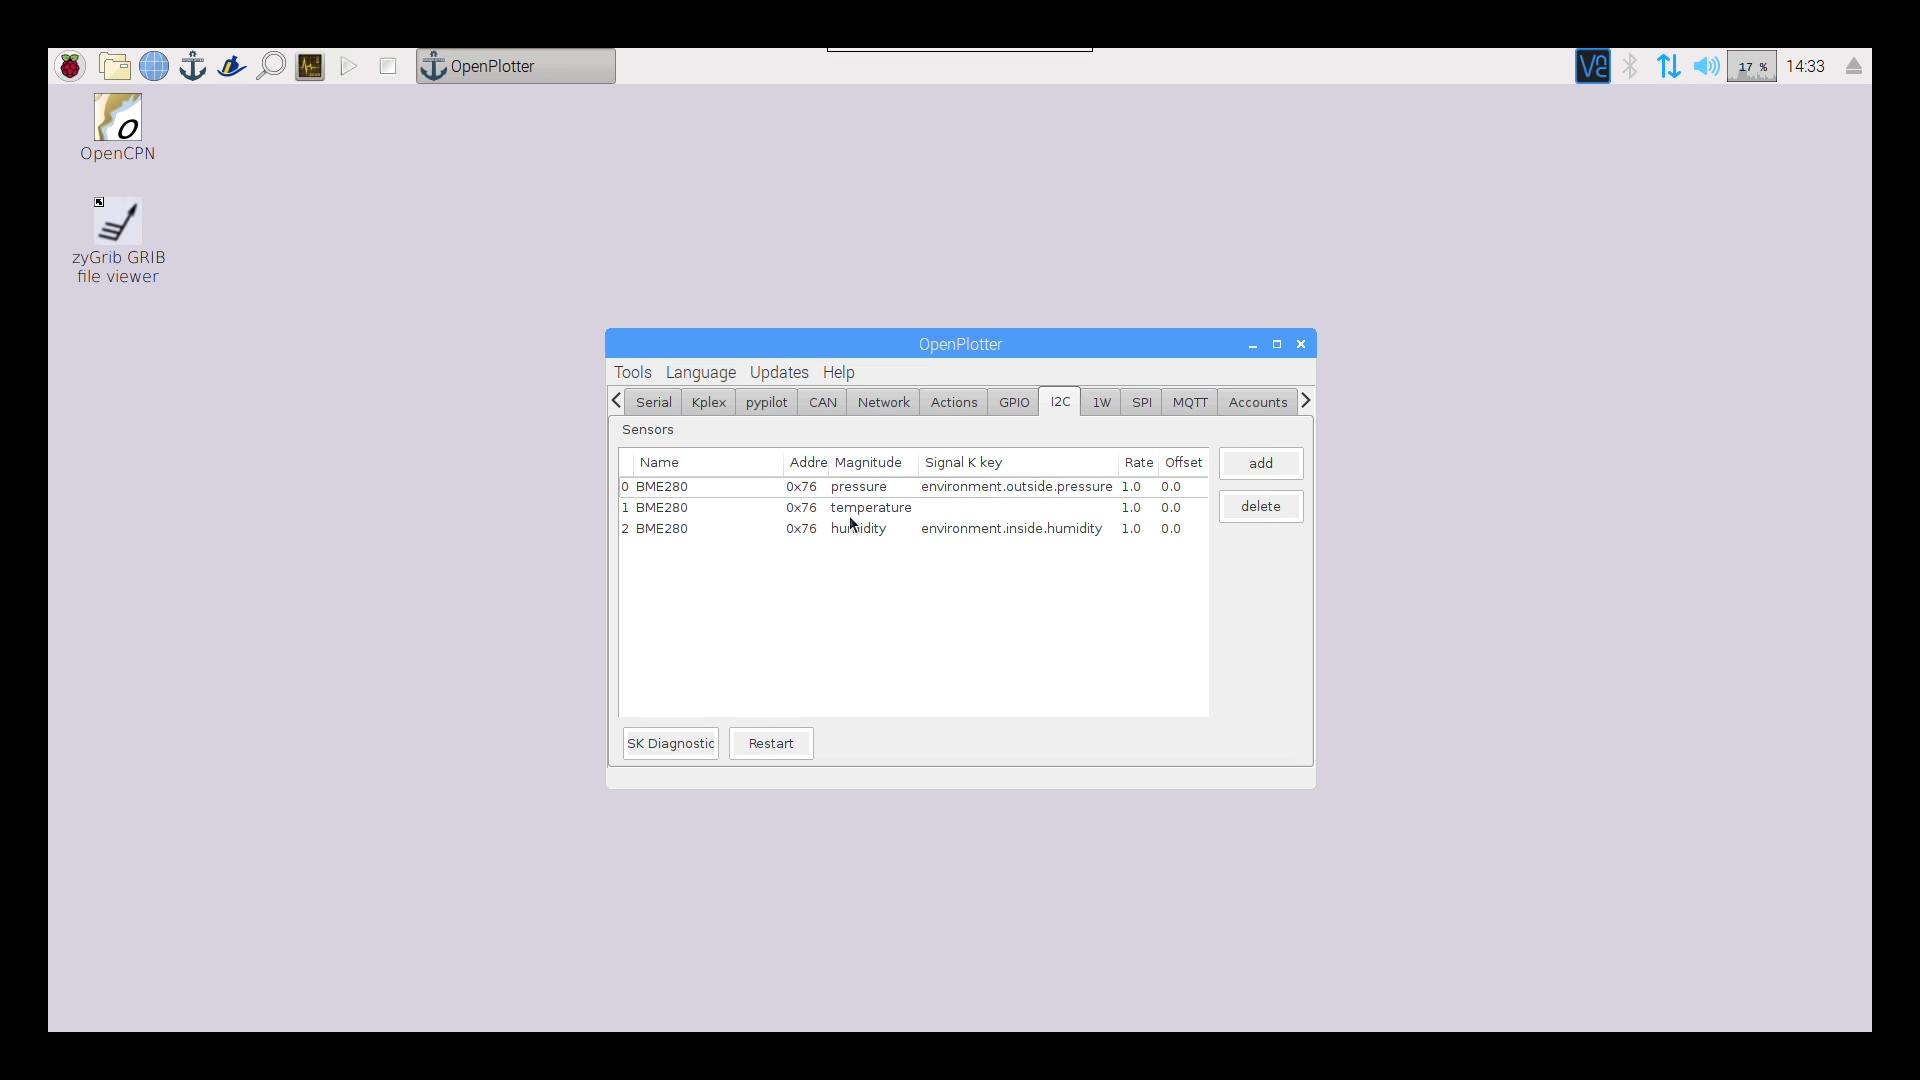 OpenPlotter
17 %
14:33
OpenCPN
zyGrib GRIB
file viewer
OpenPlotter
Tools Language Updates Help
Serial Kplex pypilot CAN Network Actions GPIO I2C 1W SPI MQTT Accounts
Sensors
Name Addre Magnitude Signal K key Rate Offset
0 BME280 0x76 pressure environment.outside.pressure 1.0 0.0
1 BME280 0x76 temperature 1.0 0.0
2 BME280 0x76 humidity environment.inside.humidity 1.0 0.0
add
delete
SK Diagnostic Restart